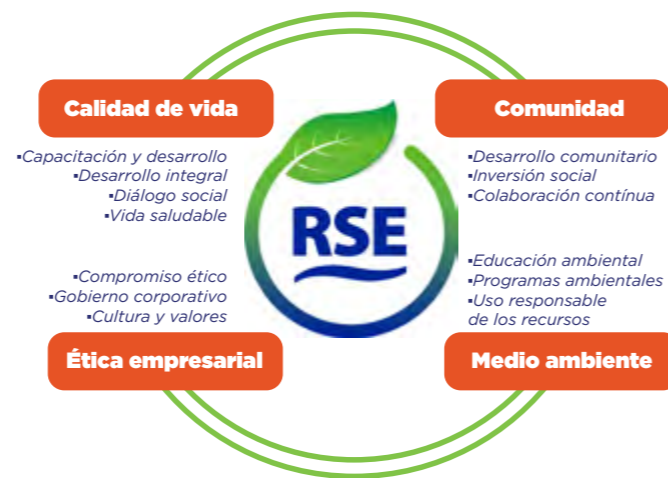 Calidad de vida
▪Capacitación y desarrollo
▪Desarrollo integral
▪Diálogo social
▪Vida saludable
Comunidad
▪Desarrollo comunitario
▪Inversión social
▪Colaboración contínua
RSE
▪Compromiso ético
▪Gobierno corporativo
▪Cultura y valores
Ética empresarial
▪Educación ambiental
▪Programas ambientales
▪Uso responsable
de los recursos
Medio ambiente